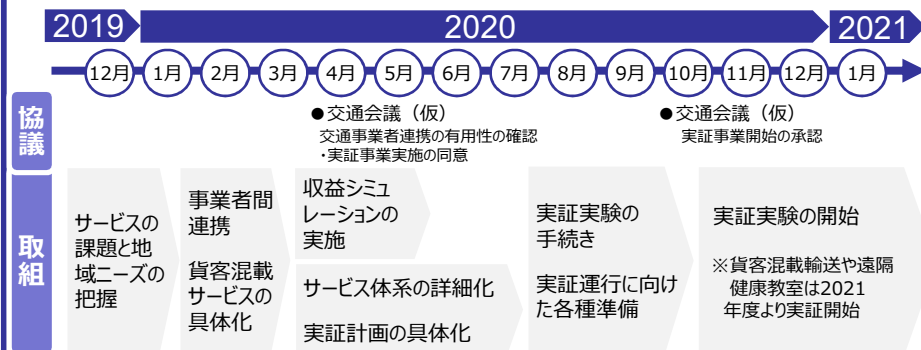 2019
2020
2021
12月
1月
2月
3月
4月
5月
6月
7月
8月
9月
10月
11月
12月
1月
協議
●交通会議（仮）
交通事業者連携の有用性の確認
・実証事業実施の同意
●交通会議（仮）
実証事業開始の承認
取組
サービスの
課題と地
域ニーズの
把握
事業者間
連携
貨客混載
サービスの
具体化
収益シミュ
レーションの
実施
サービス体系の詳細化
実証計画の具体化
実証実験の
手続き
実証運行に向け
た各種準備
実証実験の開始
※貨客混載輸送や遠隔
健康教室は2021
年度より実証開始